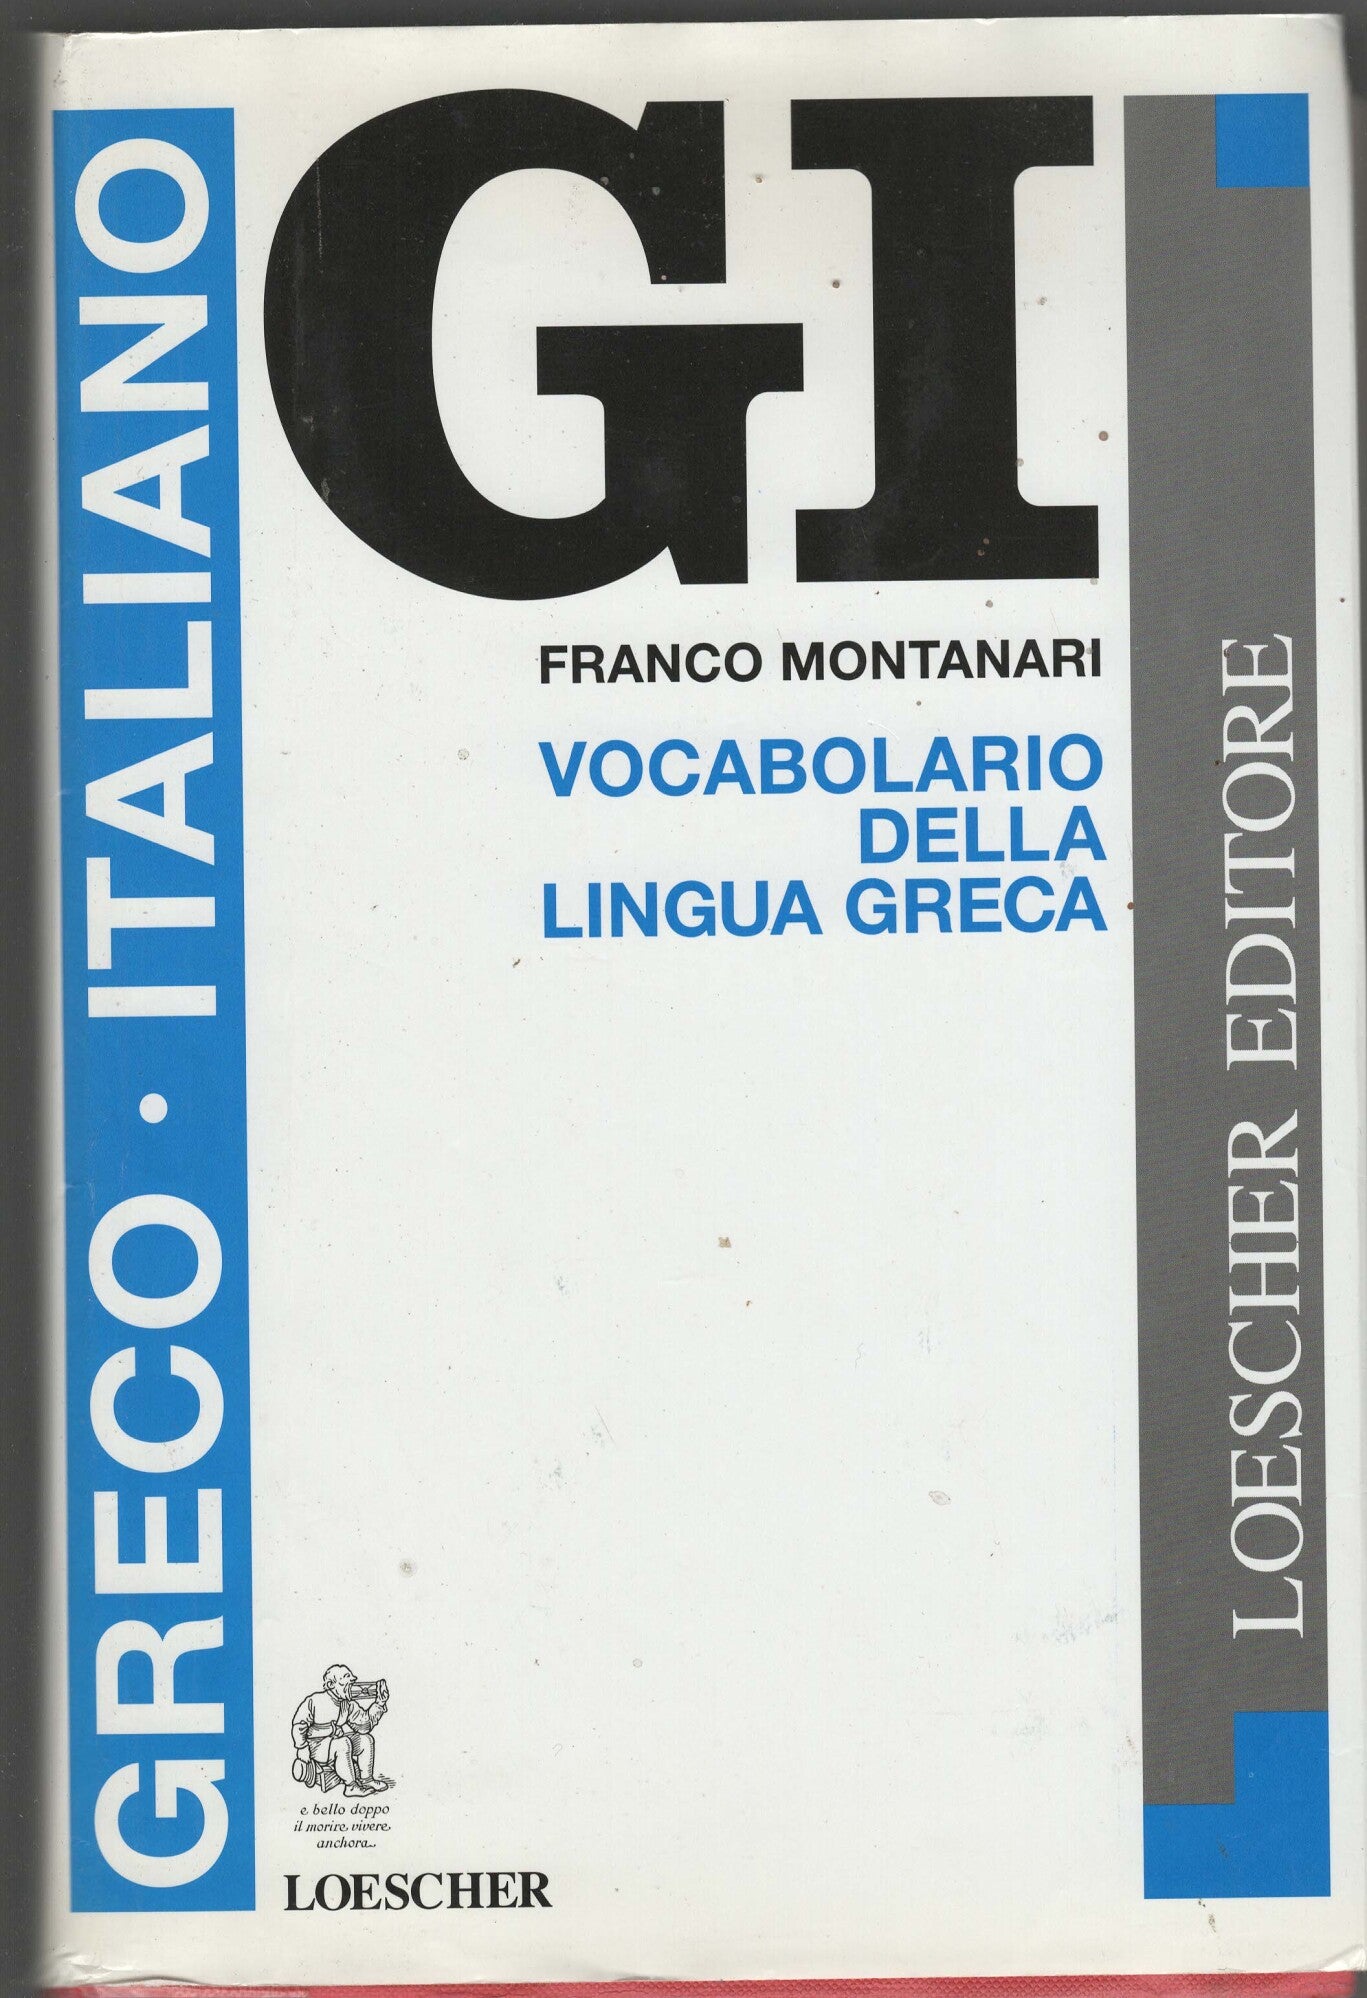 GRECO · ITALIANO
GI
FRANCO MONTANARI
VOCABOLARIO
DELLA
LINGUA GRECA
LOESCHER EDITORE
e bello doppo
il morire vivere
anchora
LOESCHER